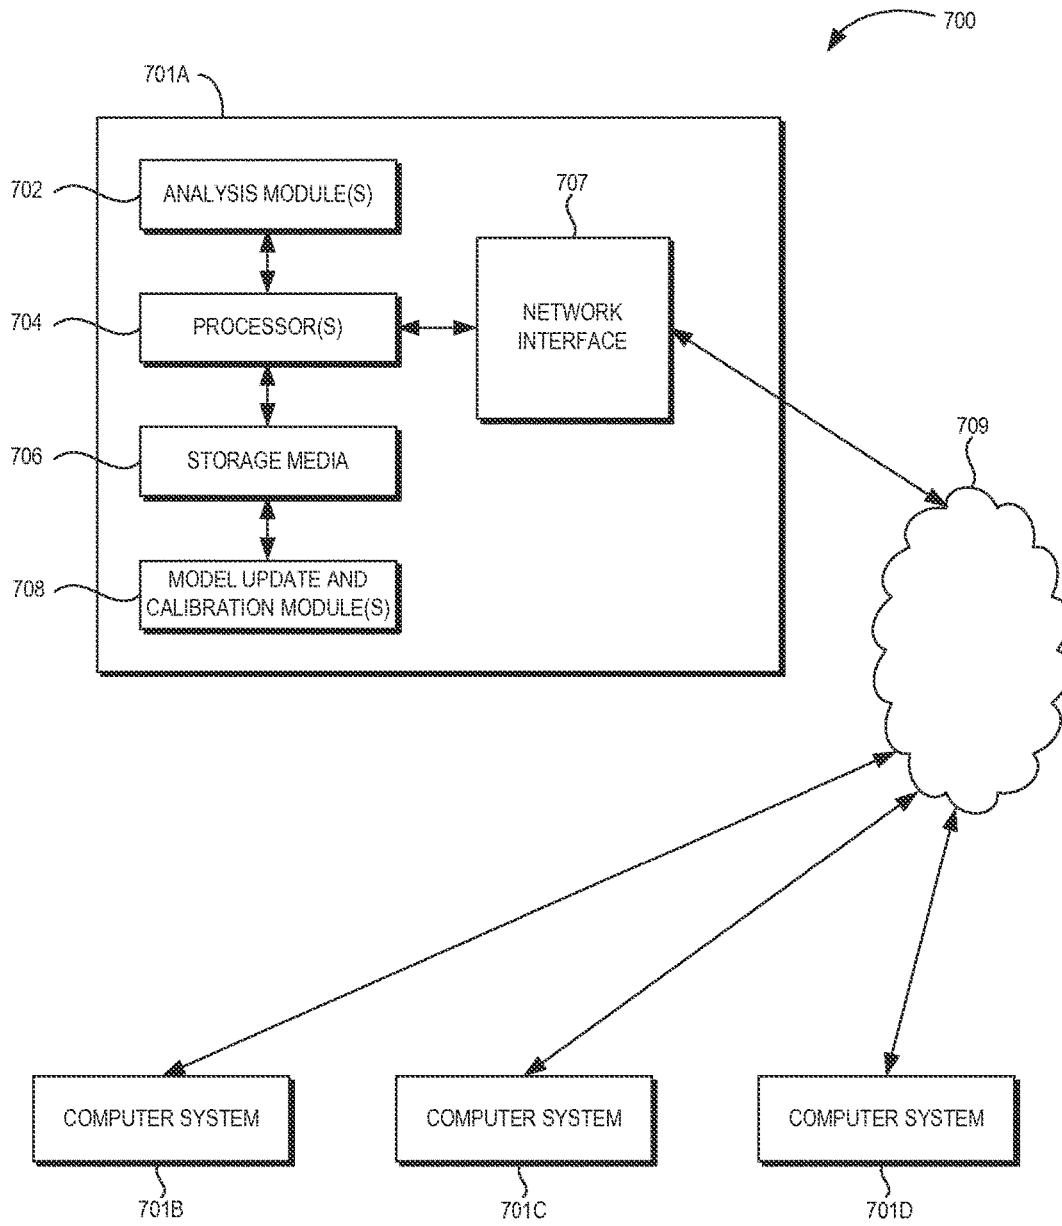 700
701A
702
ANALYSIS MODULE(S)
707
704
PROCESSOR(S)
NETWORK
INTERFACE
709
706
STORAGE MEDIA
708
MODEL UPDATE AND
CALIBRATION MODULE(S)
COMPUTER SYSTEM
COMPUTER SYSTEM
COMPUTER SYSTEM
701B
701C
701D